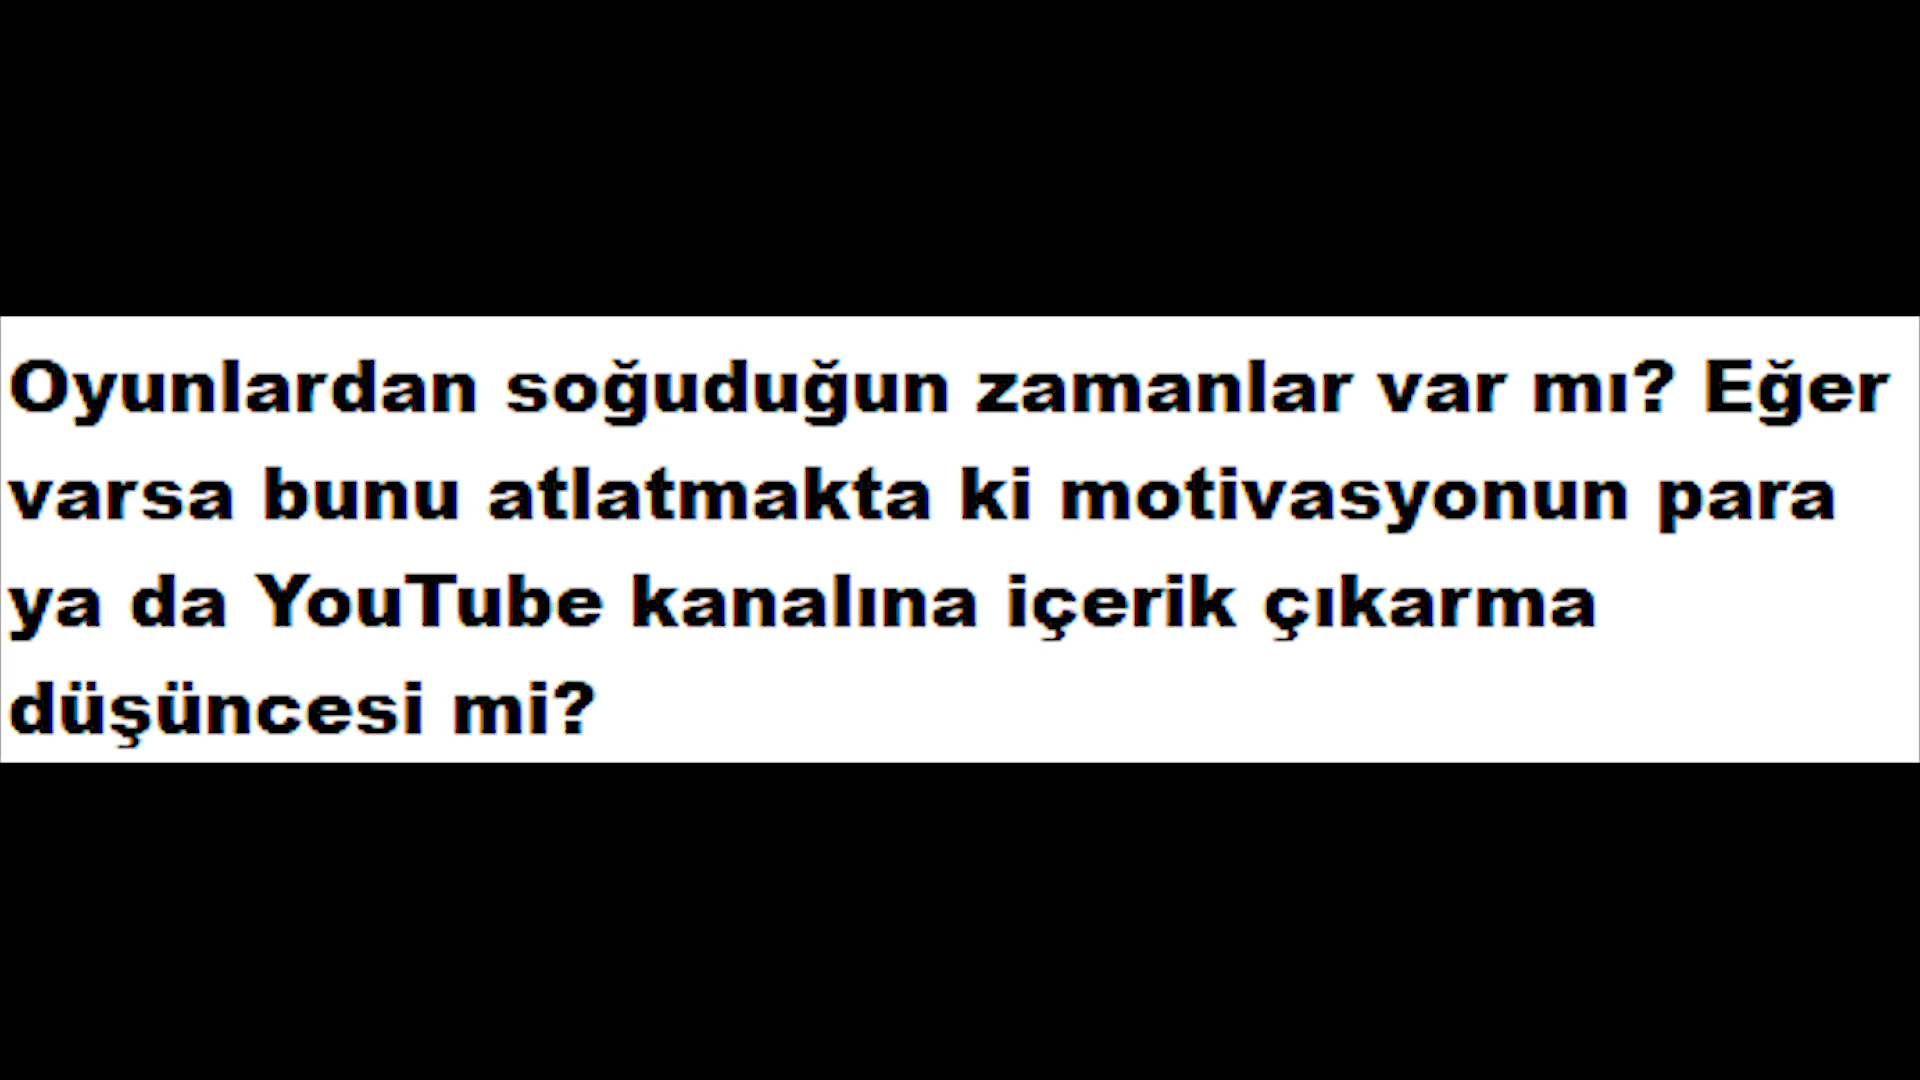 Oyunlardan soğuduğun zamanlar var mı? Eğer
varsa bunu atlatmakta ki motivasyonun para
ya da YouTube kanalına içerik çıkarma
düşüncesi mi?